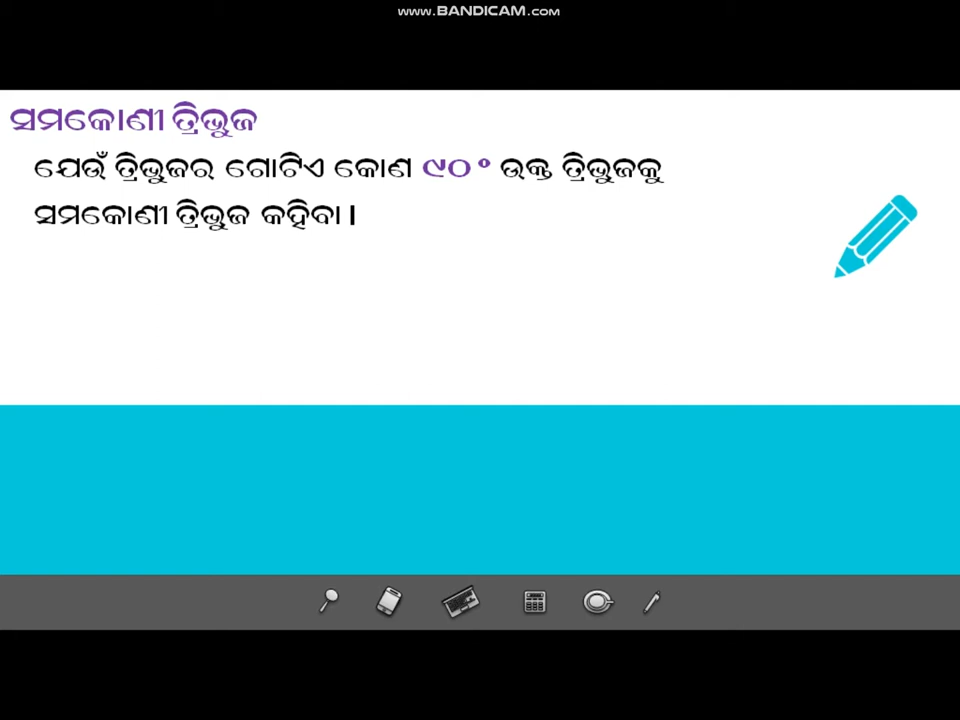 www.BANDICAM.com
ସମକୋଣୀ ତ୍ରିଭୁଜ
ଯେଉଁ ତ୍ରିଭୁଜର ଗୋଟିଏ କୋଣ ୯୦° ଉକ୍ତ ତ୍ରିଭୁଜକୁ
ସମକୋଣୀ ତ୍ରିଭୁଜ କହିବା ।